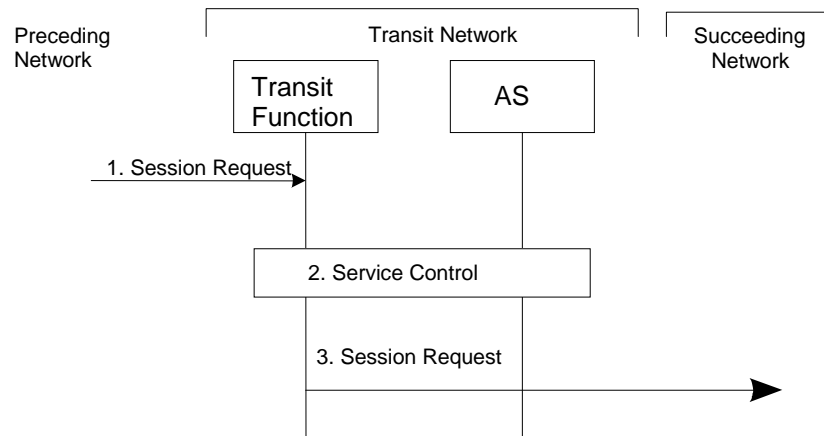 Preceding
Network
Transit Network
Succeeding
Network
Transit
Function
AS
1. Session Request
2. Service Control
3. Session Request